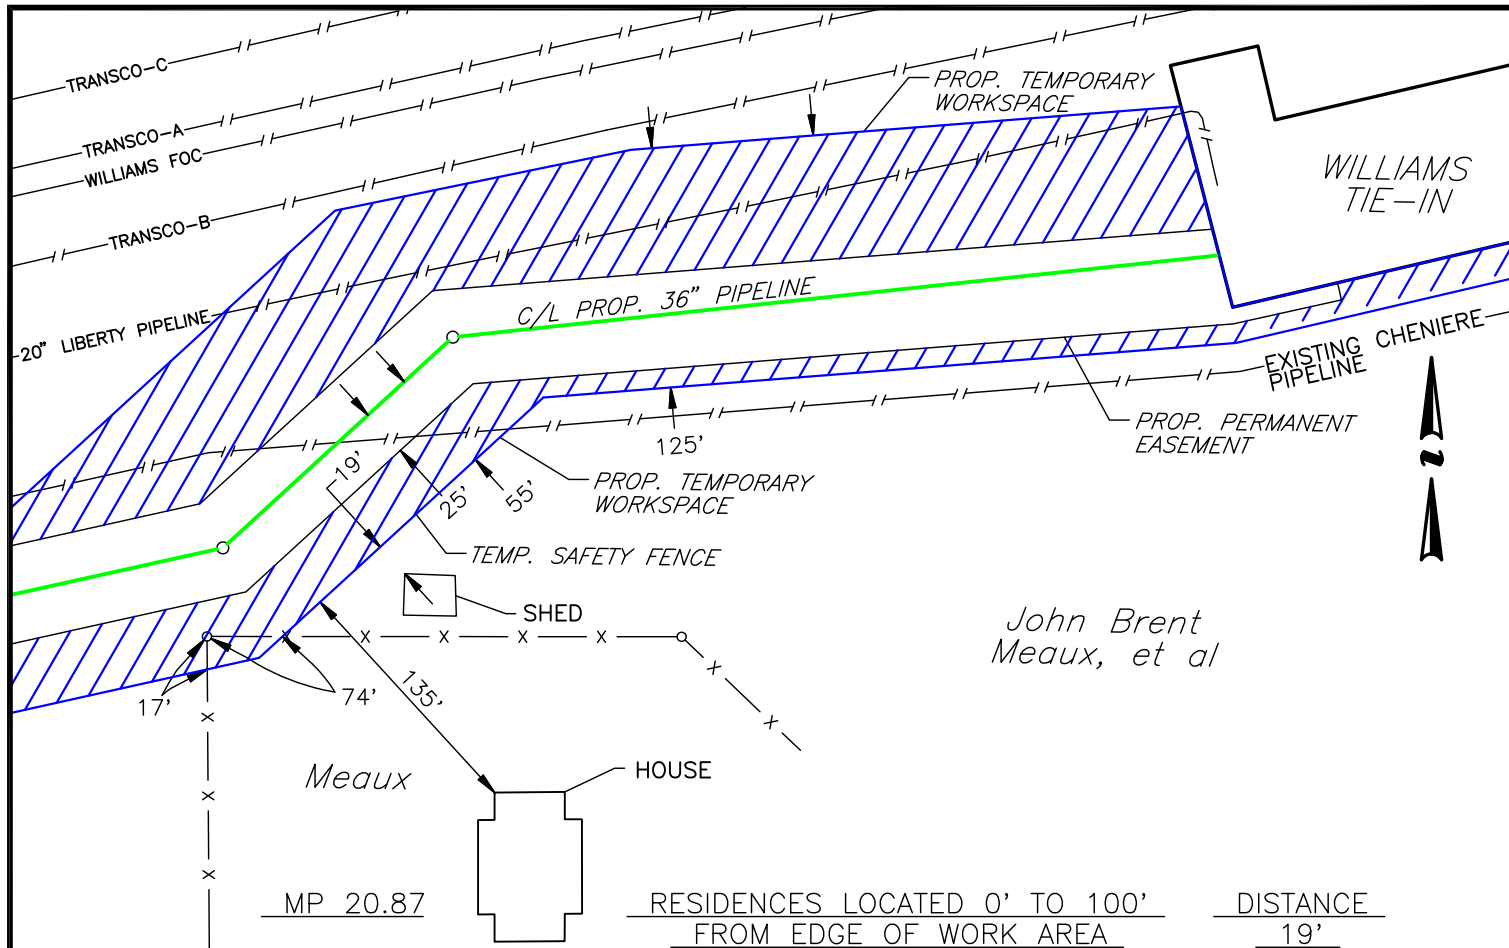 TRANSCO-C
TRANSCO-A
WILLIAMS FOC
TRANSCO-B
20" LIBERTY PIPELINE
PROP. TEMPORARY
WORKSPACE
WILLIAMS
TIE-IN
C/L PROP. 36" PIPELINE
EXISTING CHENIERE
PIPELINE
PROP. PERMANENT
EASEMENT
125'
19'
25'
55'
PROP. TEMPORARY
WORKSPACE
TEMP. SAFETY FENCE
SHED
N
John Brent
Meaux, et al
17'
74'
135'
Meaux
HOUSE
MP 20.87
RESIDENCES LOCATED 0' TO 100'
FROM EDGE OF WORK AREA
DISTANCE
19'